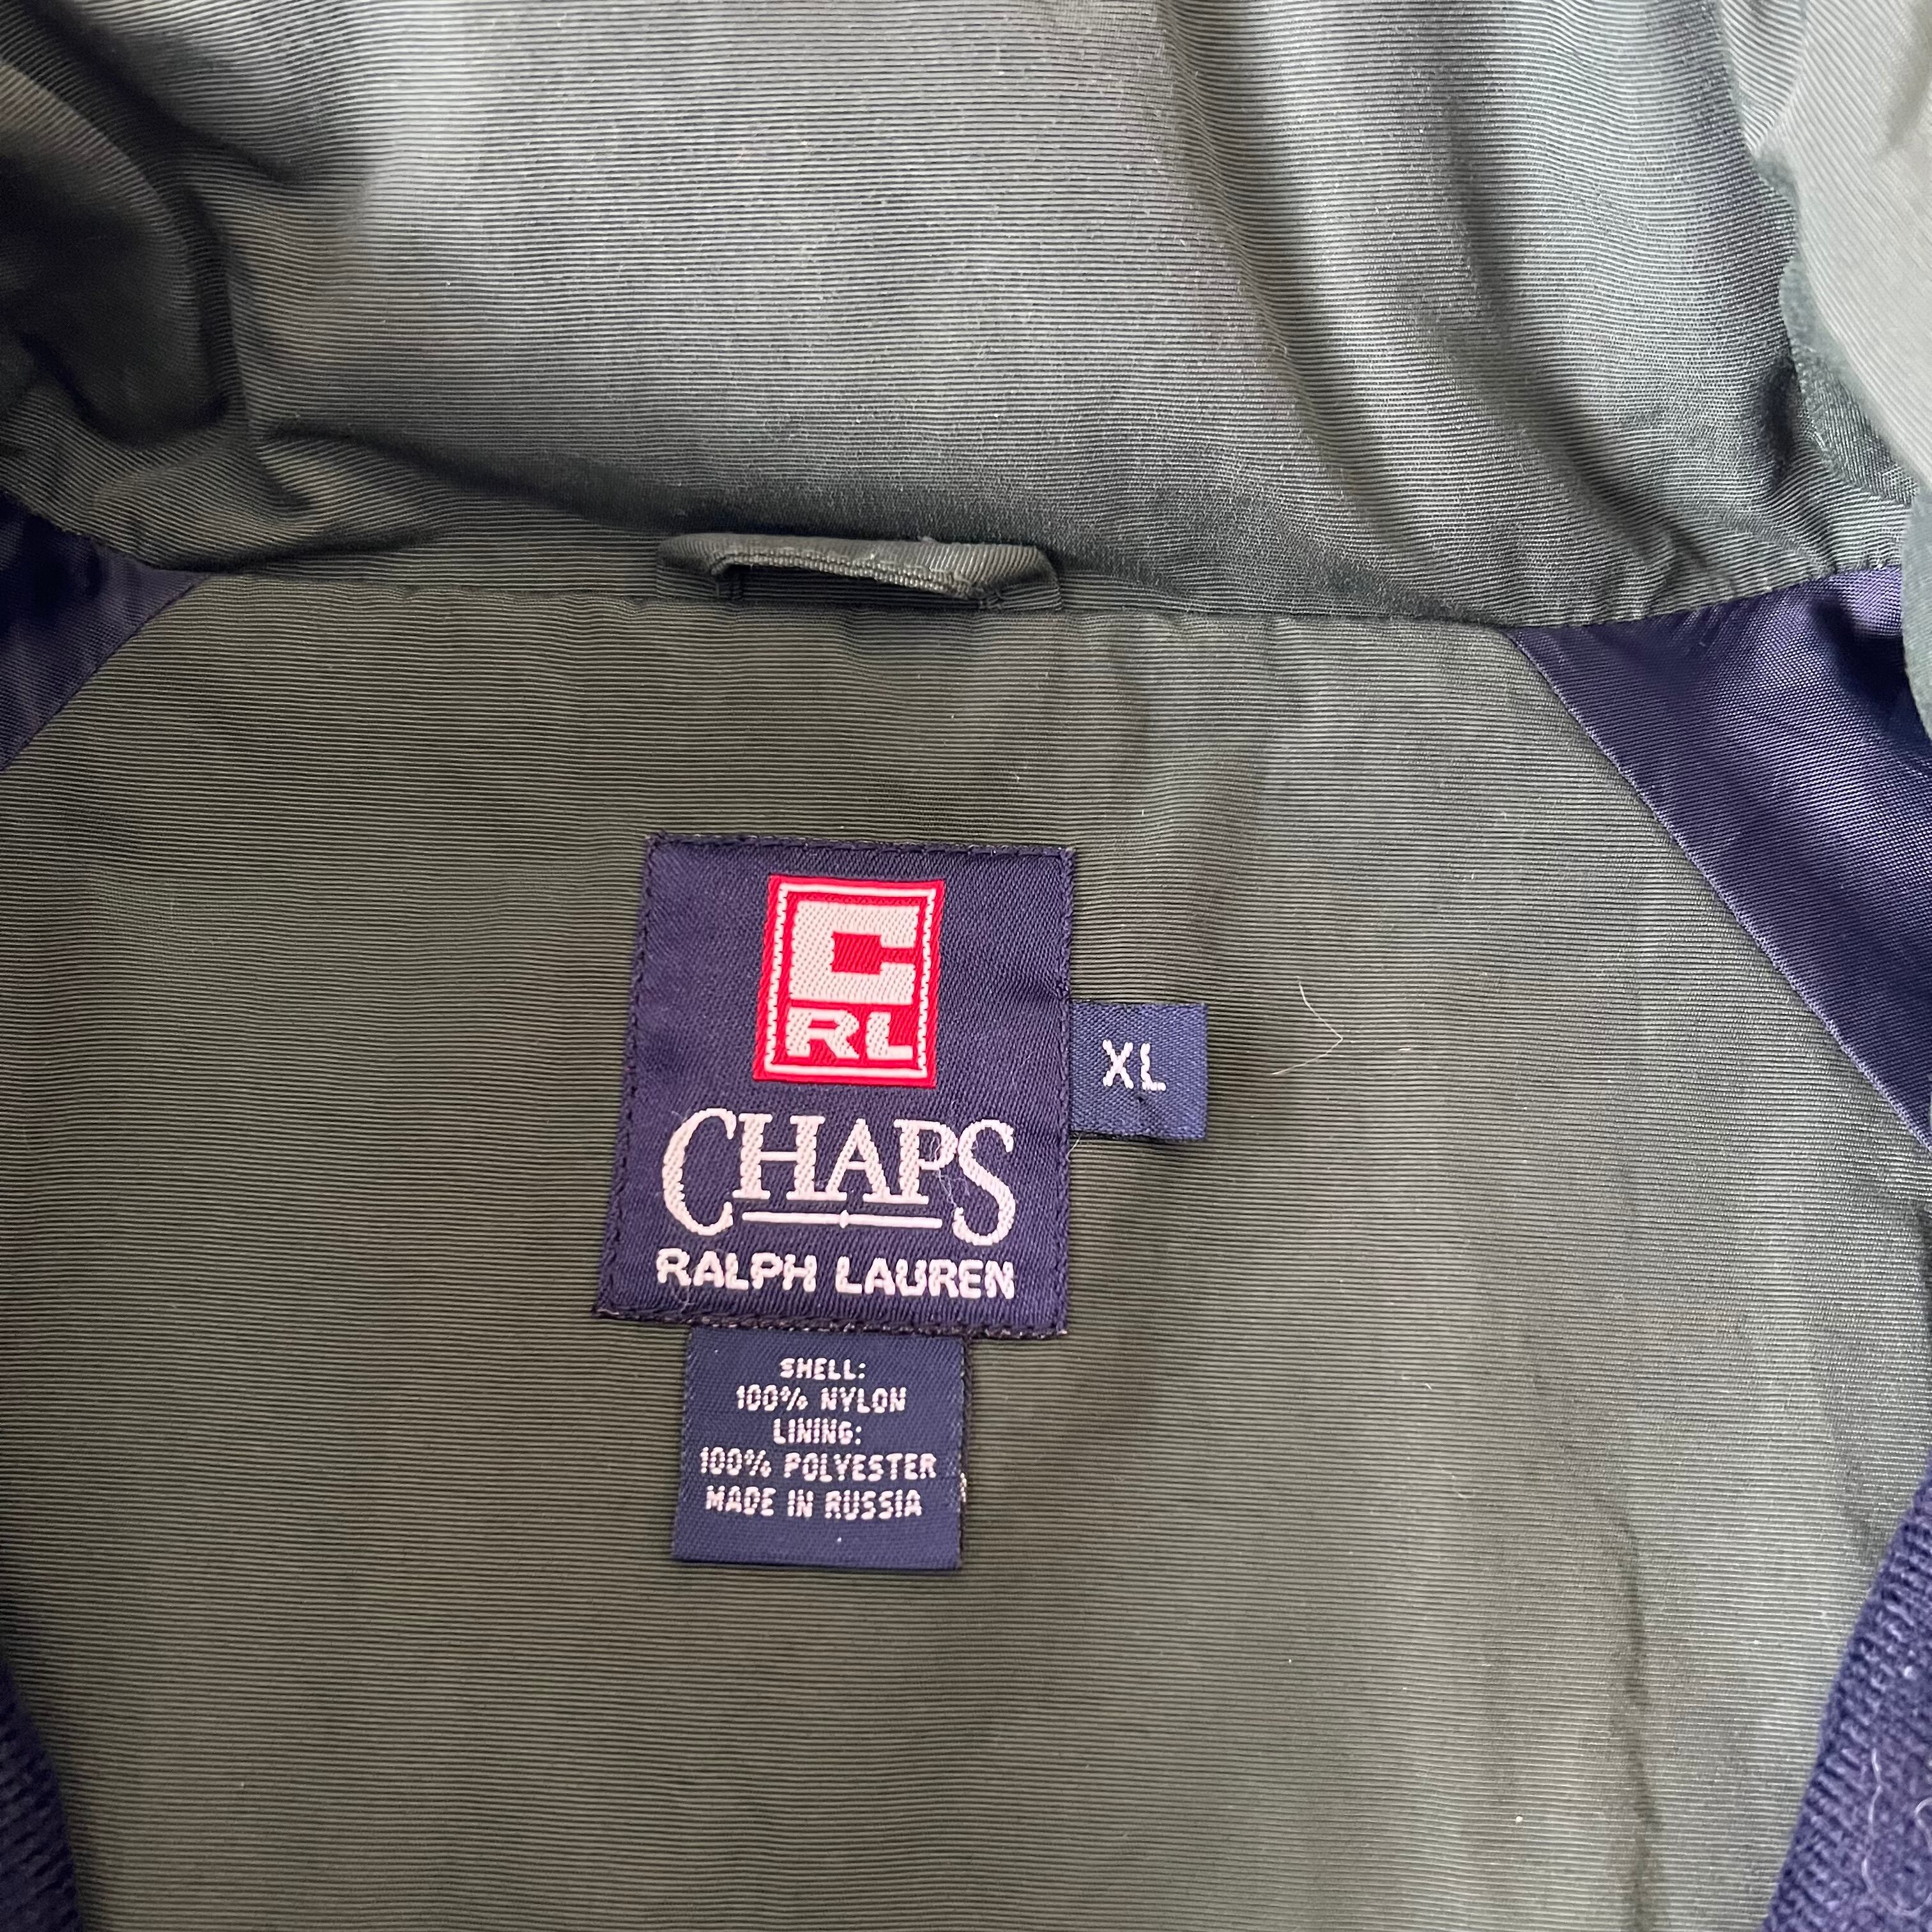 C
RL
CHAPS
RALPH LAUREN
XL
SHELL:
100% NYLON
LINING:
100% POLYESTER
MADE IN RUSSIA